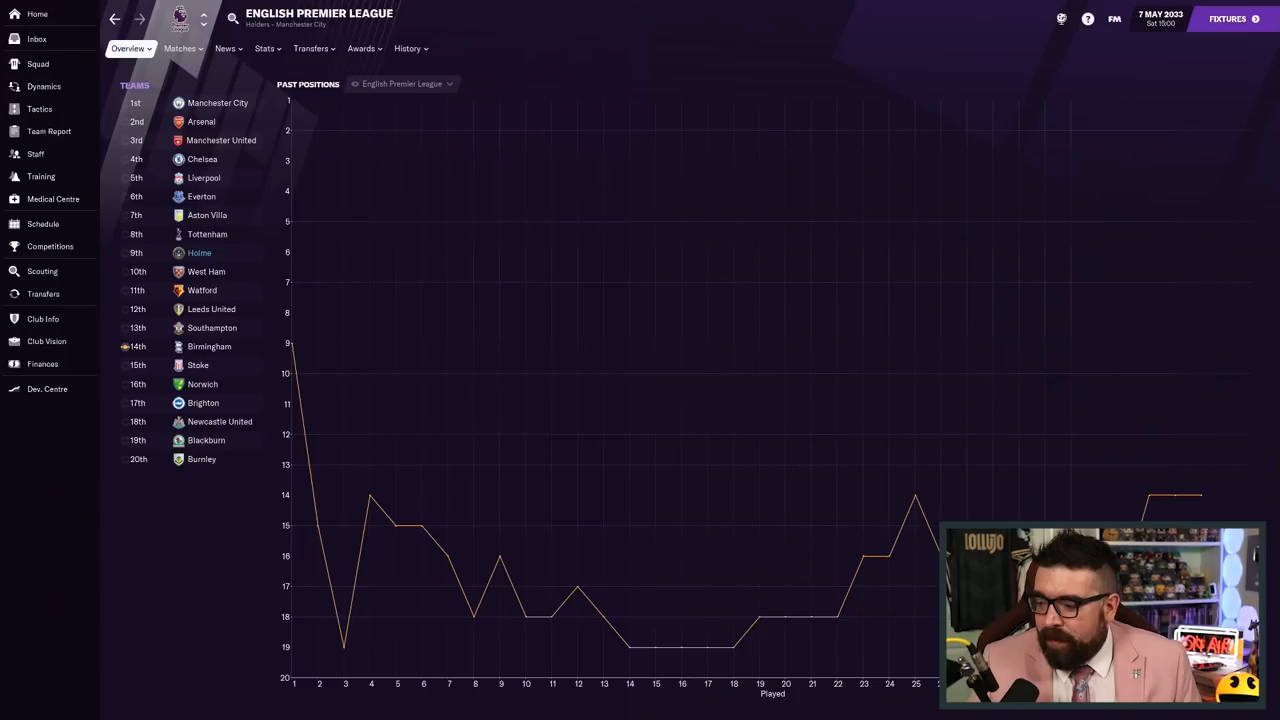 Home
Inbox
Squad
Dynamics
Tactics
Team Report
Staff
Training
Medical Centre
Schedule
Competitions
Scouting
Transfers
Club Info
Club Vision
Finances
Dev. Centre
ENGLISH PREMIER LEAGUE
Holders - Manchester City
FM
7 MAY 2033
Sat 15:00
FIXTURES
Overview
Matches
News
Stats
Transfers
Awards
History
TEAMS
1st Manchester City
2nd Arsenal
3rd Manchester United
4th Chelsea
5th Liverpool
6th Everton
7th Aston Villa
8th Tottenham
9th Holme
10th West Ham
11th Watford
12th Leeds United
13th Southampton
14th Birmingham
15th Stoke
16th Norwich
17th Brighton
18th Newcastle United
19th Blackburn
20th Burnley
PAST POSITIONS
English Premier League
1
2
3
4
5
6
7
8
9
10
11
12
13
14
15
16
17
18
19
20
1 2 3 4 5 6 7 8 9 10 11 12 13 14 15 16 17 18 19 20 21 22 23 24 25
Played
LOLLUJO
ON AIR